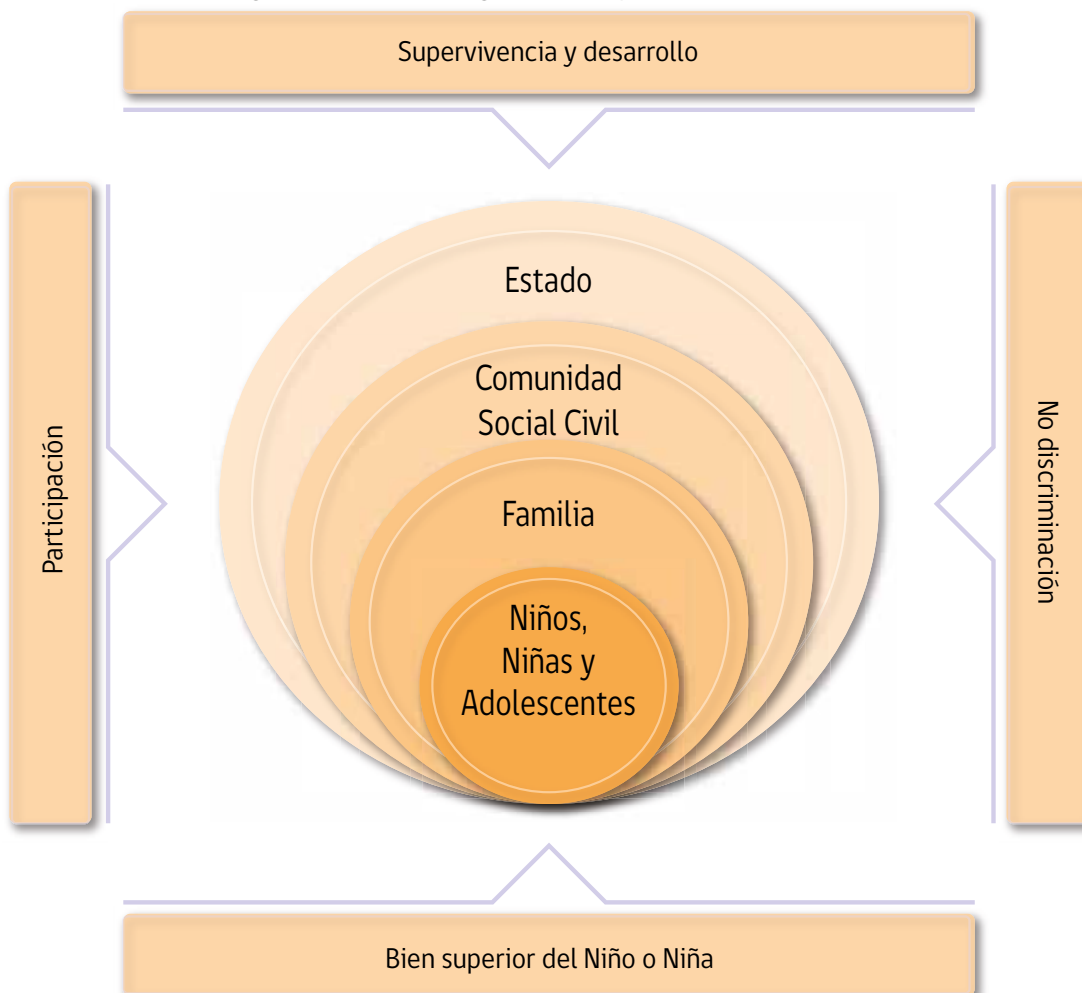 Supervivencia y desarrollo
Participación
Estado
Comunidad
Social Civil
Familia
Niños,
Niñas y
Adolescentes
No discriminación
Bien superior del Niño o Niña